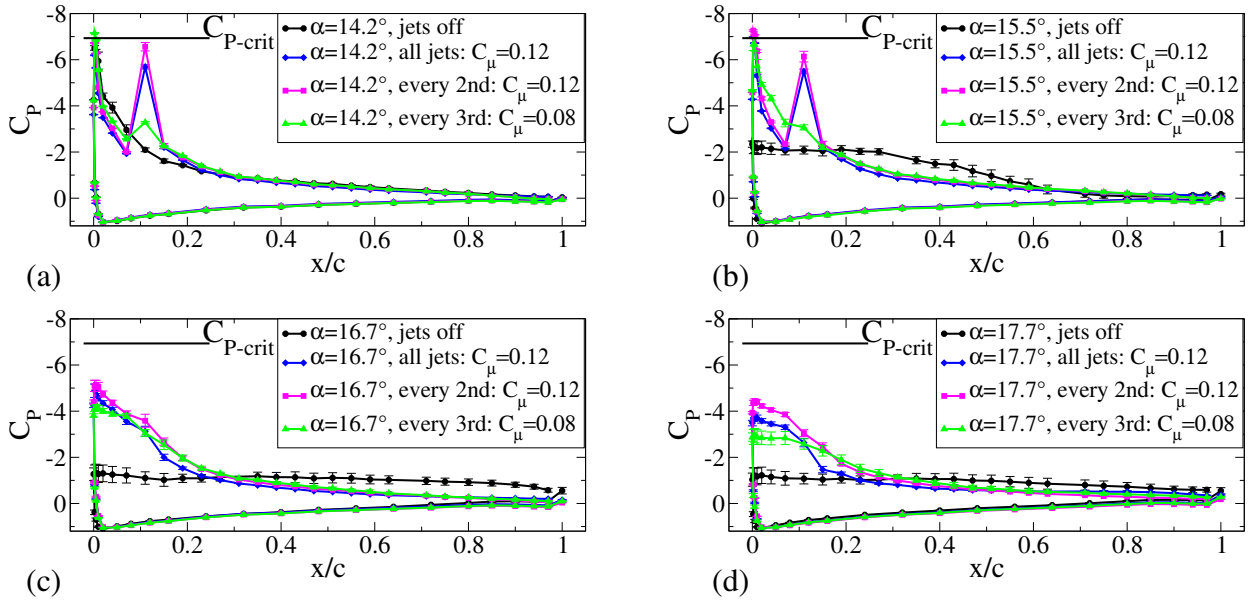 -8
-6
-4
-2
0
C_P
C_P-crit
α=14.2°, jets off
α=14.2°, all jets: C_μ=0.12
α=14.2°, every 2nd: C_μ=0.12
α=14.2°, every 3rd: C_μ=0.08
0 0.2 0.4 0.6 0.8 1
x/c
(a)
-8
-6
-4
-2
0
C_P
C_P-crit
α=15.5°, jets off
α=15.5°, all jets: C_μ=0.12
α=15.5°, every 2nd: C_μ=0.12
α=15.5°, every 3rd: C_μ=0.08
0 0.2 0.4 0.6 0.8 1
x/c
(b)
-8
-6
-4
-2
0
C_P
C_P-crit
α=16.7°, jets off
α=16.7°, all jets: C_μ=0.12
α=16.7°, every 2nd: C_μ=0.12
α=16.7°, every 3rd: C_μ=0.08
0 0.2 0.4 0.6 0.8 1
x/c
(c)
-8
-6
-4
-2
0
C_P
C_P-crit
α=17.7°, jets off
α=17.7°, all jets: C_μ=0.12
α=17.7°, every 2nd: C_μ=0.12
α=17.7°, every 3rd: C_μ=0.08
0 0.2 0.4 0.6 0.8 1
x/c
(d)